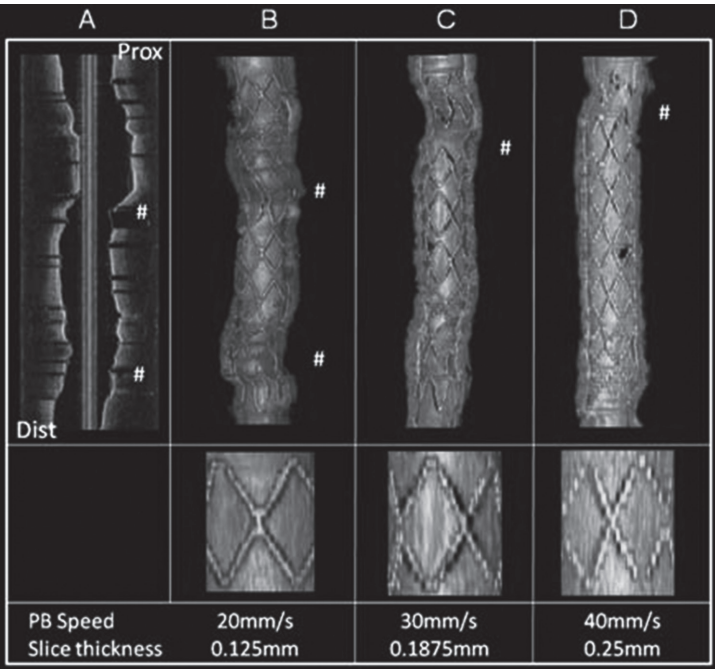 A B C D
Prox
#
#
#
#
#
#
Dist
PB Speed 20mm/s 30mm/s 40mm/s
Slice thickness 0.125mm 0.1875mm 0.25mm